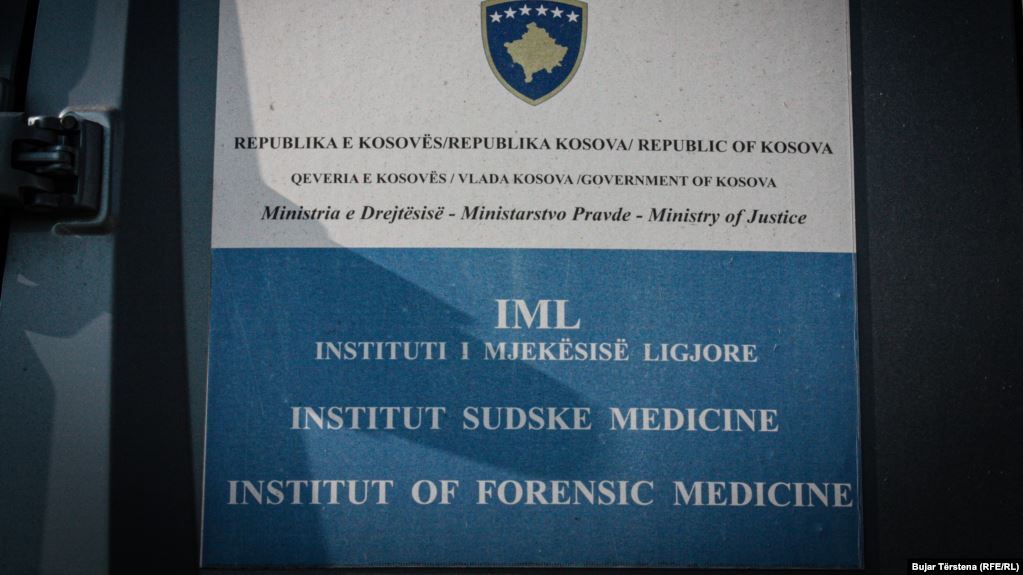 REPUBLIKA E KOSOVËS/REPUBLIKA KOSOVA/ REPUBLIC OF KOSOVA
QEVERIA E KOSOVËS / VLADA KOSOVA /GOVERNMENT OF KOSOVA
Ministria e Drejtësisë - Ministarstvo Pravde - Ministry of Justice
IML
INSTITUTI I MJEKËSISË LIGJORE
INSTITUT SUDSKE MEDICINE
INSTITUT OF FORENSIC MEDICINE
Bujar Tërstena (RFE/RL)